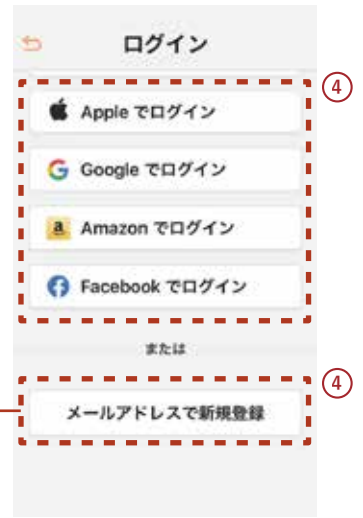 ログイン
④
Apple でログイン
Google でログイン
a Amazon でログイン
Facebook でログイン
または
④
メールアドレスで新規登録